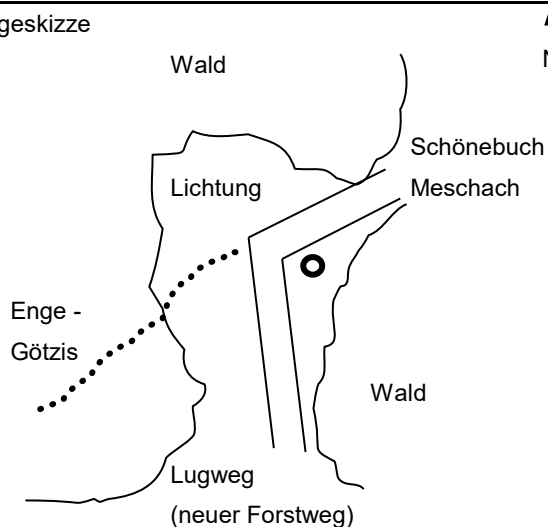 geskizze
N
Wald
Schönebuch
Lichtung
Meschach
Enge -
Götzis
Wald
Lugweg
(neuer Forstweg)